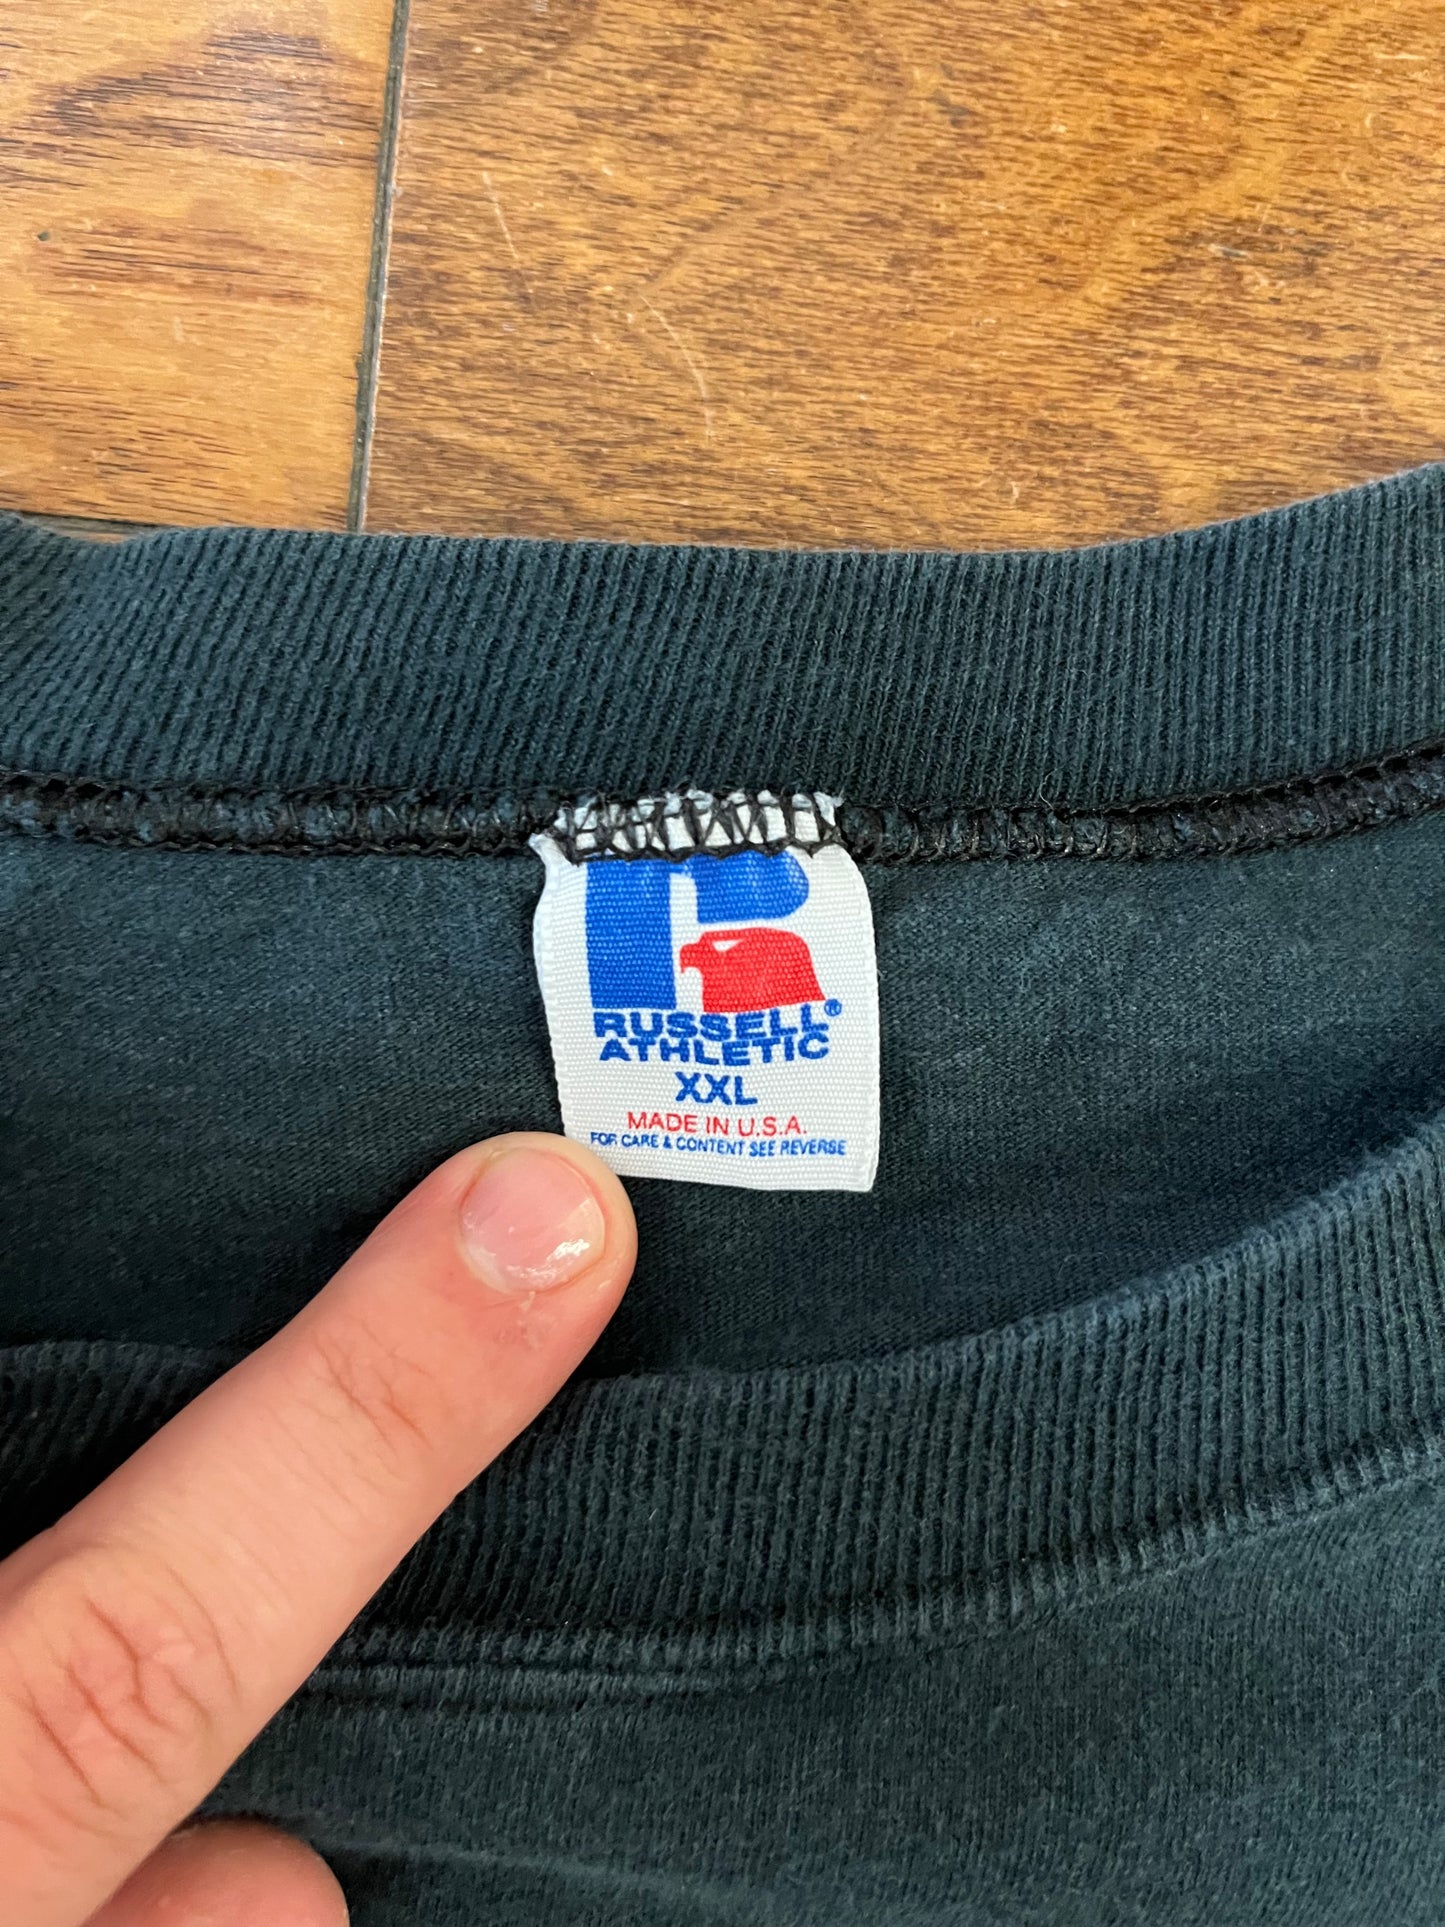 R
RUSSELL®
ATHLETIC
XXL
MADE IN U.S.A.
FOR CARE & CONTENT SEE REVERSE